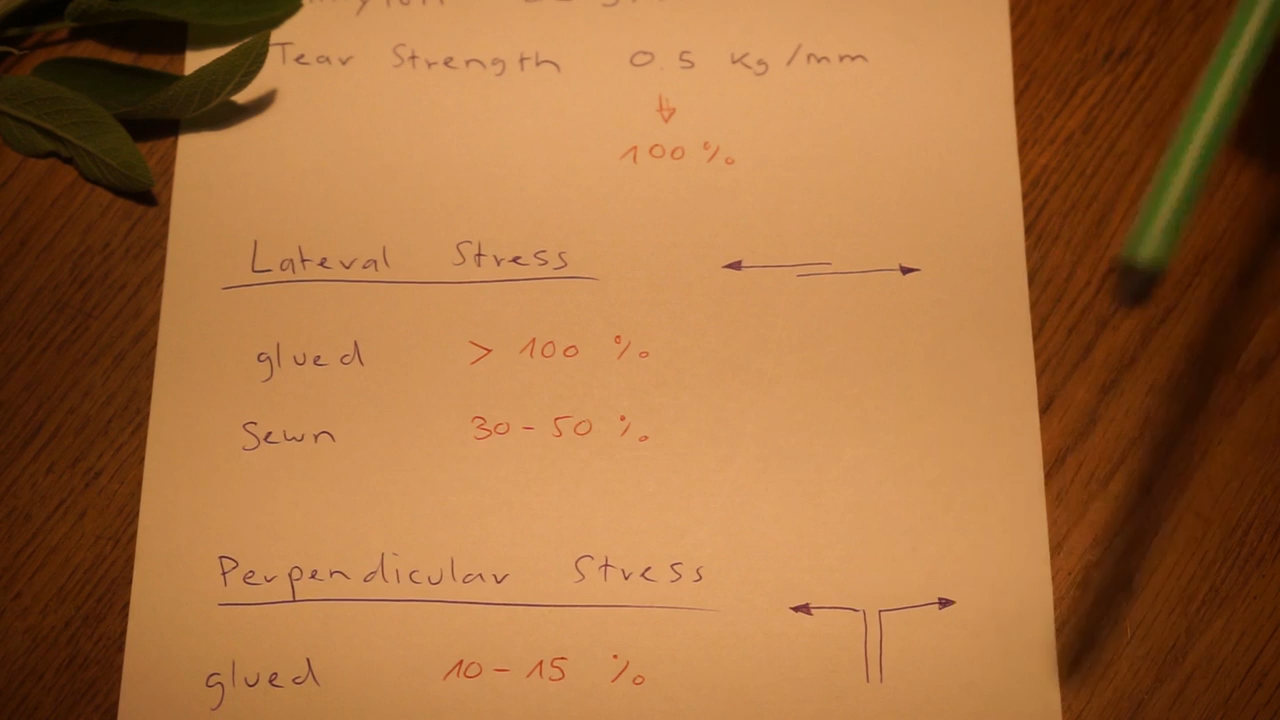 Tear Strength 0.5 Kg/mm
100 %
Lateral Stress
glued > 100 %
Sewn 30-50 %
Perpendicular Stress
glued 10-15 %